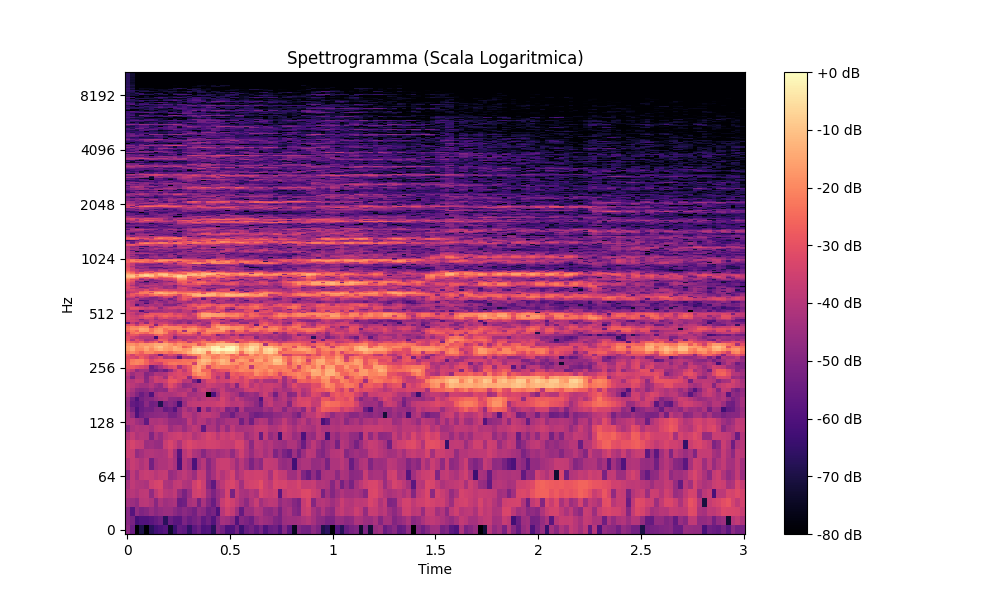 Spettrogramma (Scala Logaritmica)
Hz
8192
4096
2048
1024
512
256
128
64
0
0
0.5
1
1.5
2
2.5
3
Time
+0 dB
-10 dB
-20 dB
-30 dB
-40 dB
-50 dB
-60 dB
-70 dB
-80 dB